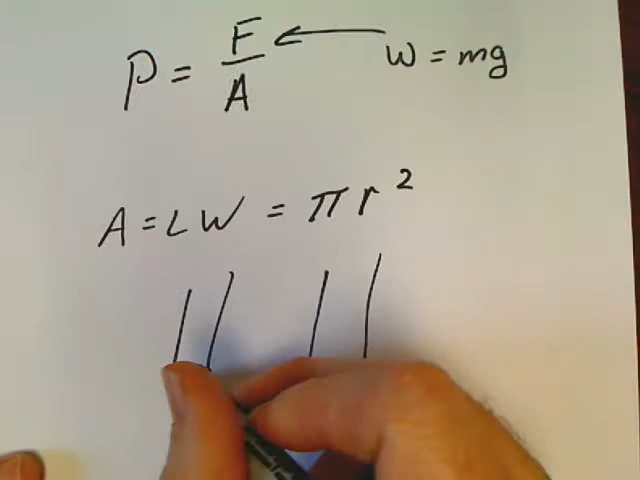 P = F/A ← W = mg
A = LW = πr²